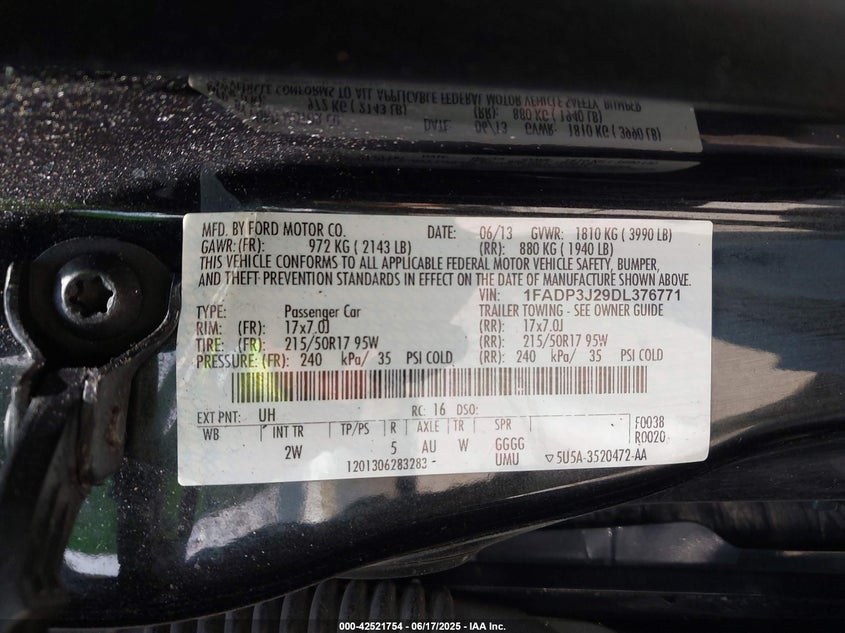 MFD. BY FORD MOTOR CO. DATE: 06/13 GVWR: 1810 KG ( 3990 LB)
GAWR: (FR): 972 KG ( 2143 LB) (RR): 880 KG ( 1940 LB)
THIS VEHICLE CONFORMS TO ALL APPLICABLE FEDERAL MOTOR VEHICLE SAFETY, BUMPER,
AND THEFT PREVENTION STANDARDS IN EFFECT ON THE DATE OF MANUFACTURE SHOWN ABOVE.
VIN: 1FADP3J29DL376771
TYPE: Passenger Car TRAILER TOWING - SEE OWNER GUIDE
RIM: (FR) 17x7.0J (RR): 17x7.0J
TIRE: (FR) 215/50R17 95W (RR): 215/50R17 95W
PRESSURE: (FR): 240 kPa/ 35 PSI COLD (RR): 240 kPa/ 35 PSI COLD
EXT PNT: UH RC: 16 DSO:
WB INT TR TP/PS R AXLE TR SPR F0038
2W 5 AU W GGGG R0020
1201306283283 - UMU ▽5U5A-3520472-AA
000-42521754 - 06/17/2025 - IAA Inc.